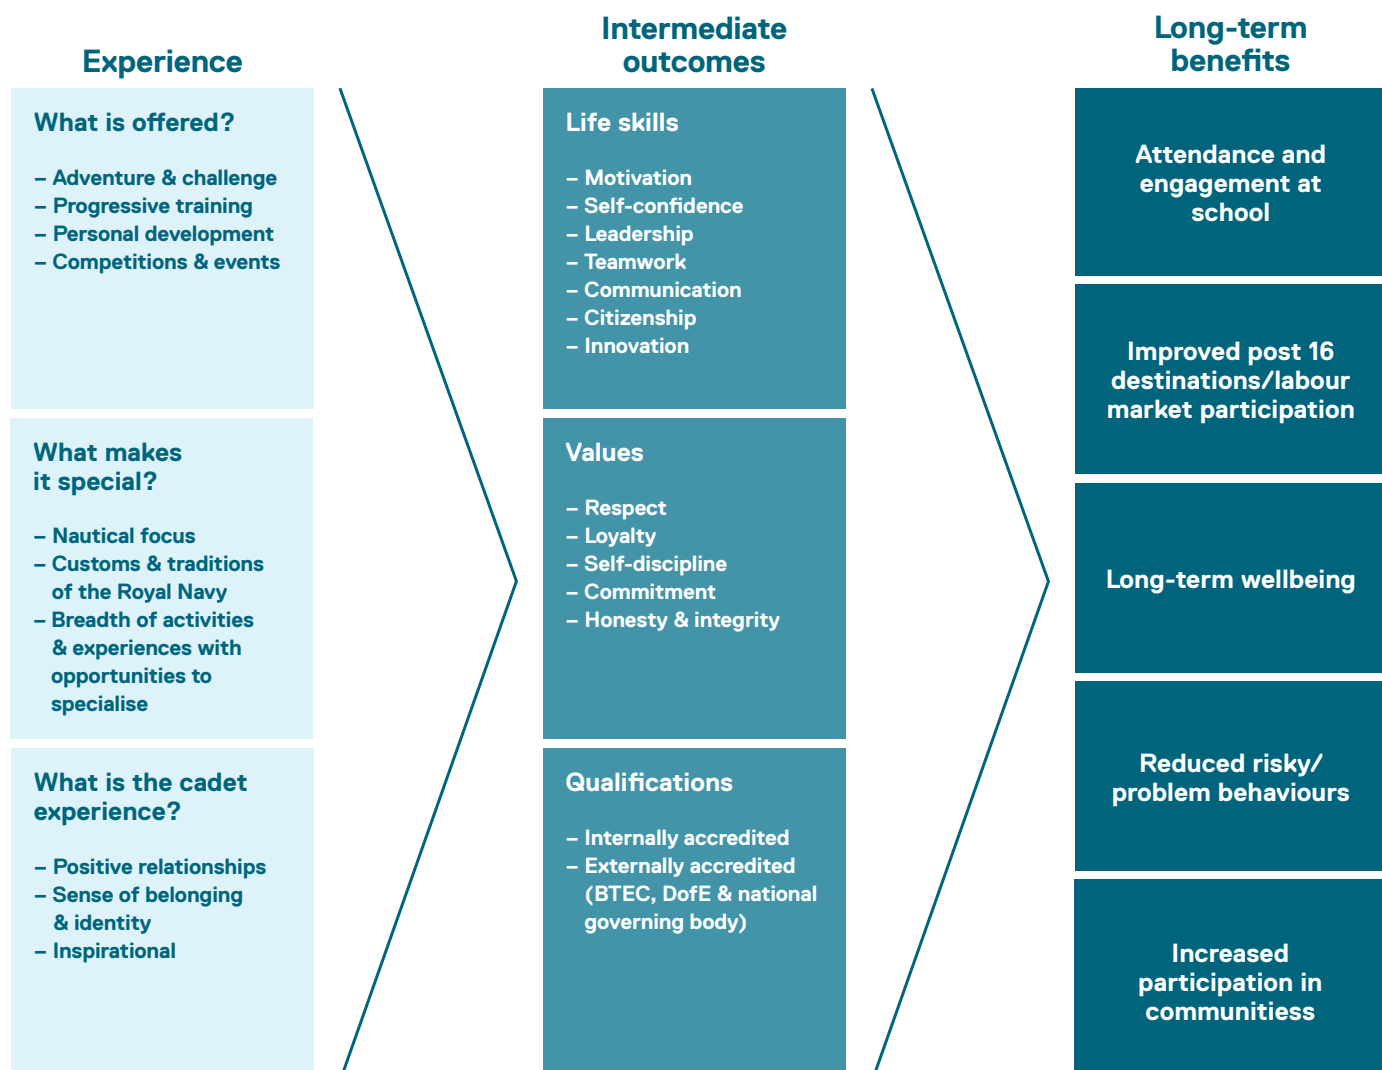 Experience
What is offered?
– Adventure & challenge
– Progressive training
– Personal development
– Competitions & events
What makes
it special?
– Nautical focus
– Customs & traditions
of the Royal Navy
– Breadth of activities
& experiences with
opportunities to
specialise
What is the cadet
experience?
– Positive relationships
– Sense of belonging
& identity
– Inspirational
Intermediate
outcomes
Life skills
– Motivation
– Self-confidence
– Leadership
– Teamwork
– Communication
– Citizenship
– Innovation
Values
– Respect
– Loyalty
– Self-discipline
– Commitment
– Honesty & integrity
Qualifications
– Internally accredited
– Externally accredited
(BTEC, DofE & national
governing body)
Long-term
benefits
Attendance and
engagement at
school
Improved post 16
destinations/labour
market participation
Long-term wellbeing
Reduced risky/
problem behaviours
Increased
participation in
communitiess